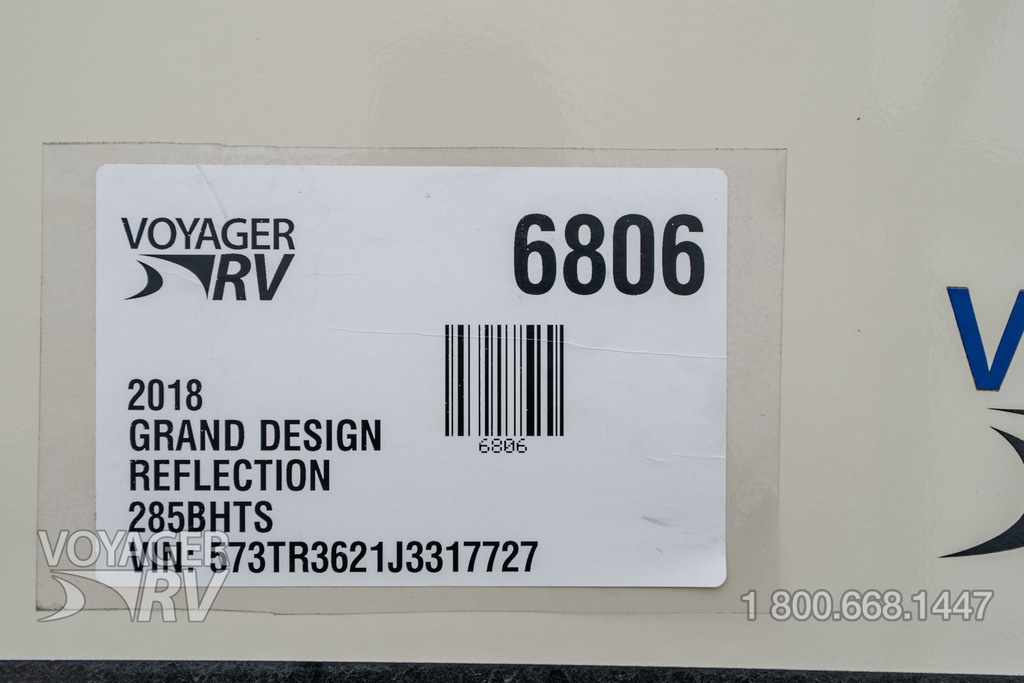 VOYAGER
RV
6806
6806
2018
GRAND DESIGN
REFLECTION
285BHTS
VIN: 573TR3621J3317727
V
VOYAGER
RV
1 800.668.1447